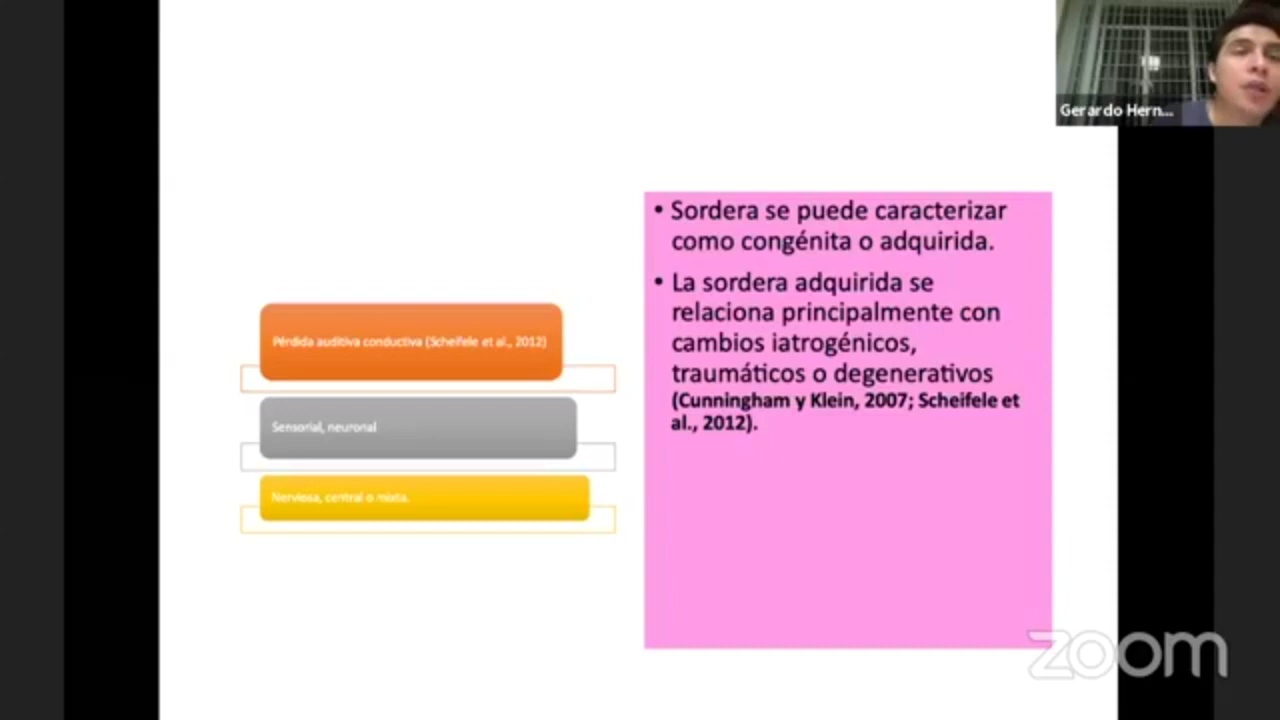 Gerardo Hern...
• Sordera se puede caracterizar
como congénita o adquirida.
• La sordera adquirida se
relaciona principalmente con
cambios iatrogénicos,
traumáticos o degenerativos
(Cunningham y Klein, 2007; Scheifele et
al., 2012).
Pérdida auditiva conductiva (Scheifele et al., 2012)
Sensorial, neuronal
Nerviosa, central o mixta.
zoom